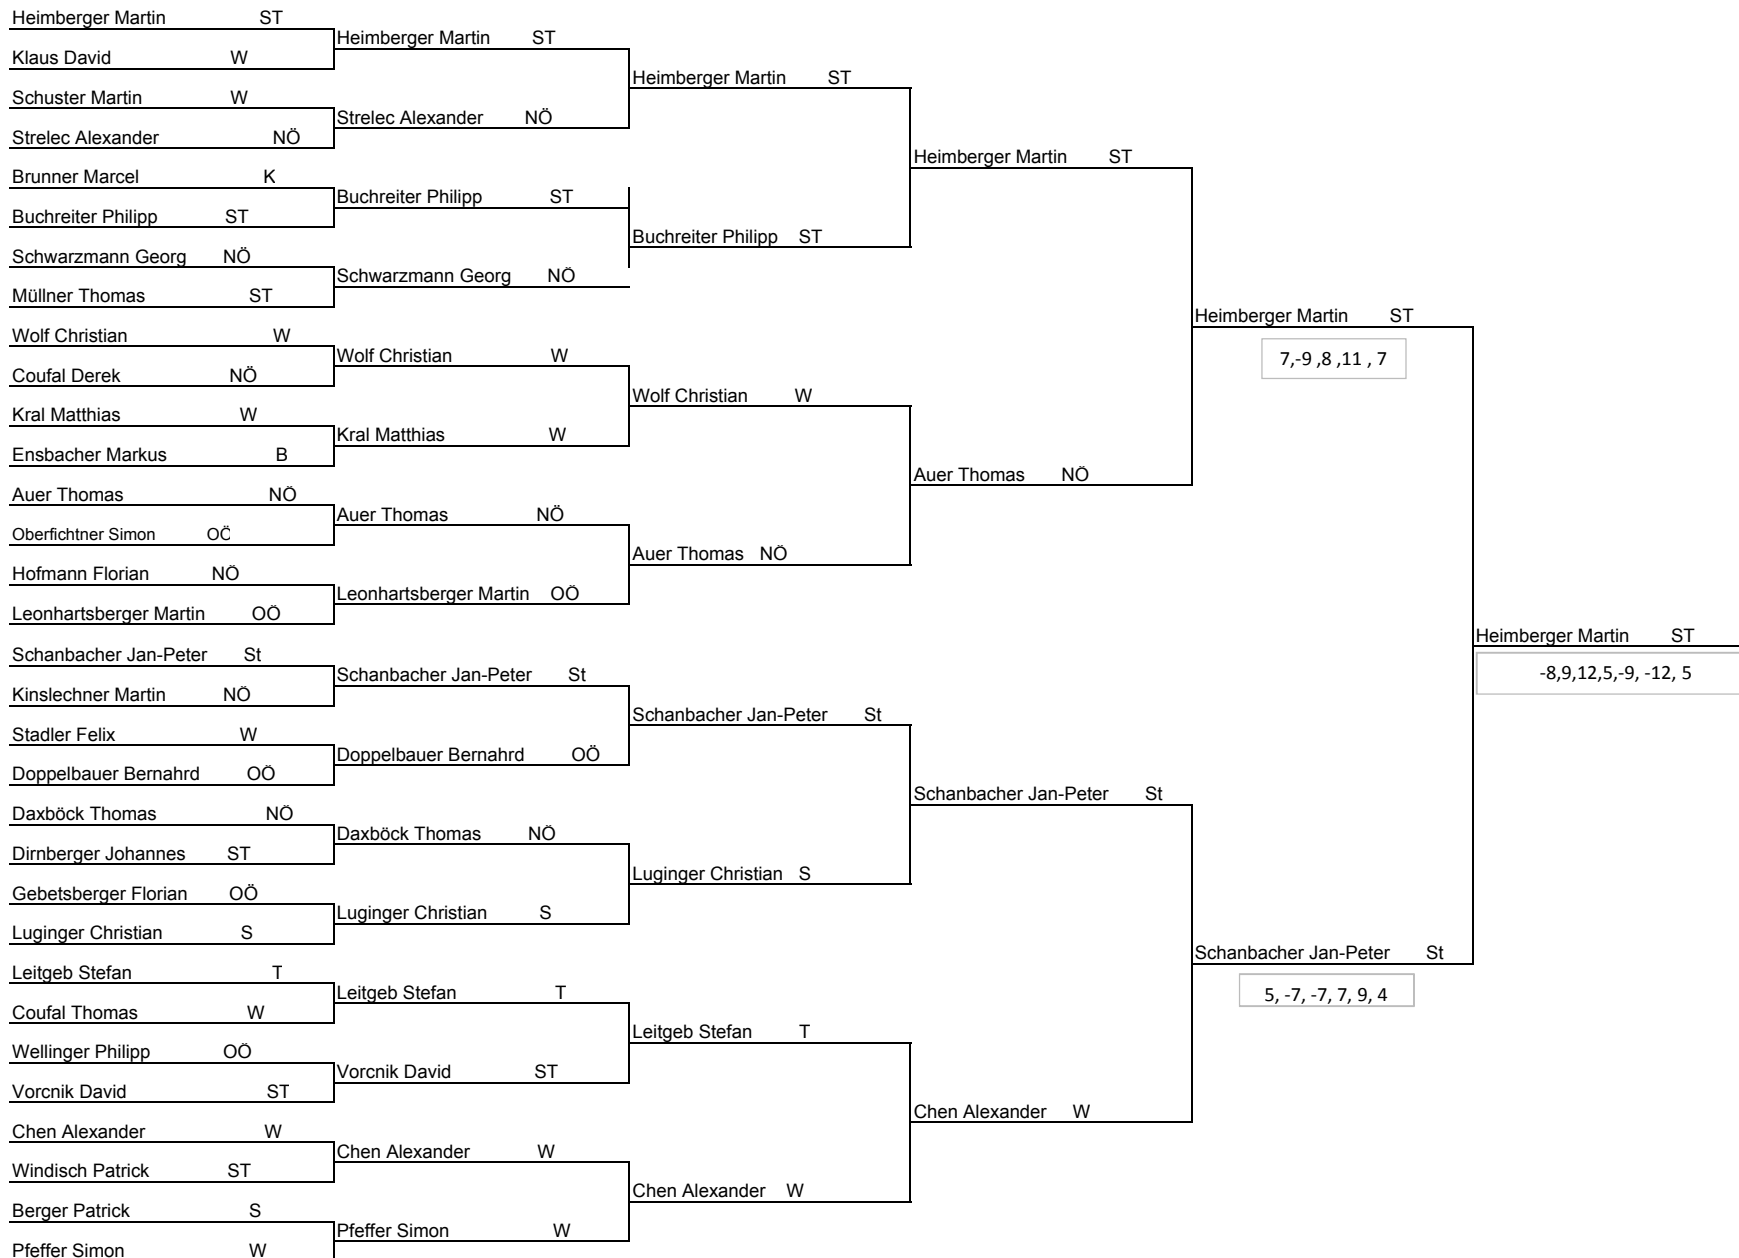 Heimberger Martin ST
Klaus David W
Schuster Martin W
Strelec Alexander NÖ
Brunner Marcel K
Buchreiter Philipp ST
Schwarzmann Georg NÖ
Müllner Thomas ST
Wolf Christian W
Coufal Derek NÖ
Kral Matthias W
Ensbacher Markus B
Auer Thomas NÖ
Oberfichtner Simon OÖ
Hofmann Florian NÖ
Leonhartsberger Martin OÖ
Schanbacher Jan-Peter St
Kinslechner Martin NÖ
Stadler Felix W
Doppelbauer Bernahrd OÖ
Daxböck Thomas NÖ
Dirnberger Johannes ST
Gebetsberger Florian OÖ
Luginger Christian S
Leitgeb Stefan T
Coufal Thomas W
Wellinger Philipp OÖ
Vorcnik David ST
Chen Alexander W
Windisch Patrick ST
Berger Patrick S
Pfeffer Simon W
Heimberger Martin ST
Strelec Alexander NÖ
Buchreiter Philipp ST
Schwarzmann Georg NÖ
Wolf Christian W
Kral Matthias W
Auer Thomas NÖ
Leonhartsberger Martin OÖ
Schanbacher Jan-Peter St
Doppelbauer Bernahrd OÖ
Daxböck Thomas NÖ
Luginger Christian S
Leitgeb Stefan T
Vorcnik David ST
Chen Alexander W
Pfeffer Simon W
Heimberger Martin ST
Buchreiter Philipp ST
Wolf Christian W
Auer Thomas NÖ
Schanbacher Jan-Peter St
Luginger Christian S
Leitgeb Stefan T
Chen Alexander W
Heimberger Martin ST
Auer Thomas NÖ
Schanbacher Jan-Peter St
Chen Alexander W
Heimberger Martin ST
7,-9 ,8 ,11 , 7
Schanbacher Jan-Peter St
5, -7, -7, 7, 9, 4
Heimberger Martin ST
-8,9,12,5,-9, -12, 5